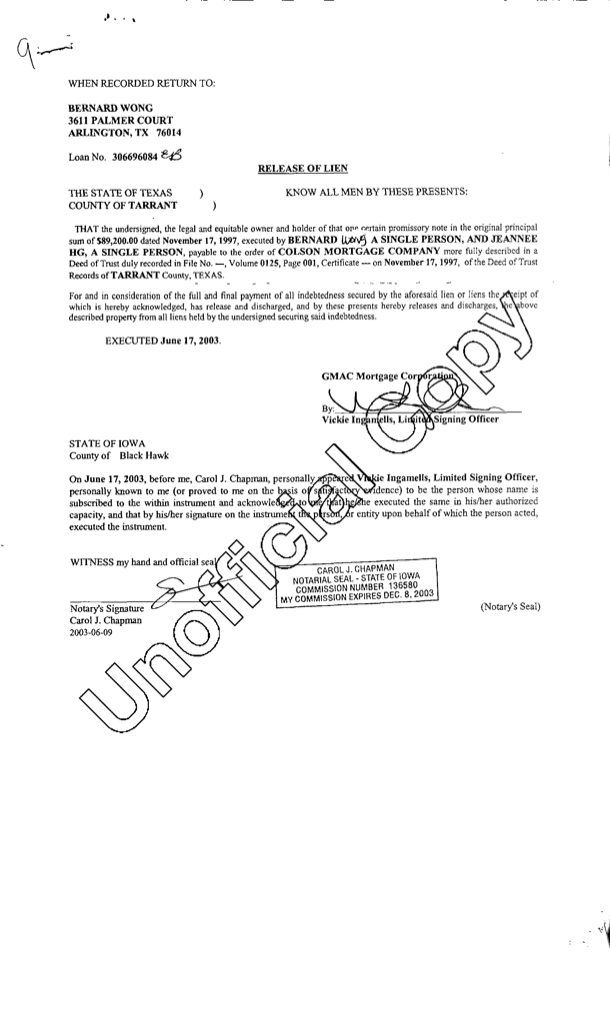 WHEN RECORDED RETURN TO:
BERNARD WONG
3611 PALMER COURT
ARLINGTON, TX 76014
Loan No. 306696084
RELEASE OF LIEN
THE STATE OF TEXAS ) KNOW ALL MEN BY THESE PRESENTS:
COUNTY OF TARRANT )
THAT the undersigned, the legal and equitable owner and holder of that one certain promissory note in the original principal
sum of $89,200.00 dated November 17, 1997, executed by BERNARD WONG A SINGLE PERSON, AND JEANNEE
HG, A SINGLE PERSON, payable to the order of COLSON MORTGAGE COMPANY more fully described in a
Deed of Trust duly recorded in File No. —, Volume 0125, Page 001, Certificate --- on November 17, 1997, of the Deed of Trust
Records of TARRANT County, TEXAS.
For and in consideration of the full and final payment of all indebtedness secured by the aforesaid lien or liens the receipt of
which is hereby acknowledged, has release and discharged, and by these presents hereby releases and discharges, the above
described property from all liens held by the undersigned securing said indebtedness.
EXECUTED June 17, 2003.
GMAC Mortgage Corporation
By:
Vickie Ingamells, Limited Signing Officer
STATE OF IOWA
County of Black Hawk
On June 17, 2003, before me, Carol J. Chapman, personally appeared Vickie Ingamells, Limited Signing Officer,
personally known to me (or proved to me on the basis of satisfactory evidence) to be the person whose name is
subscribed to the within instrument and acknowledged to me that he/she executed the same in his/her authorized
capacity, and that by his/her signature on the instrument the person, or entity upon behalf of which the person acted,
executed the instrument.
WITNESS my hand and official seal
CAROL J. CHAPMAN
NOTARIAL SEAL - STATE OF IOWA
COMMISSION NUMBER 136580
MY COMMISSION EXPIRES DEC. 8, 2003
Notary's Signature (Notary's Seal)
Carol J. Chapman
2003-06-09
Unofficial Copy